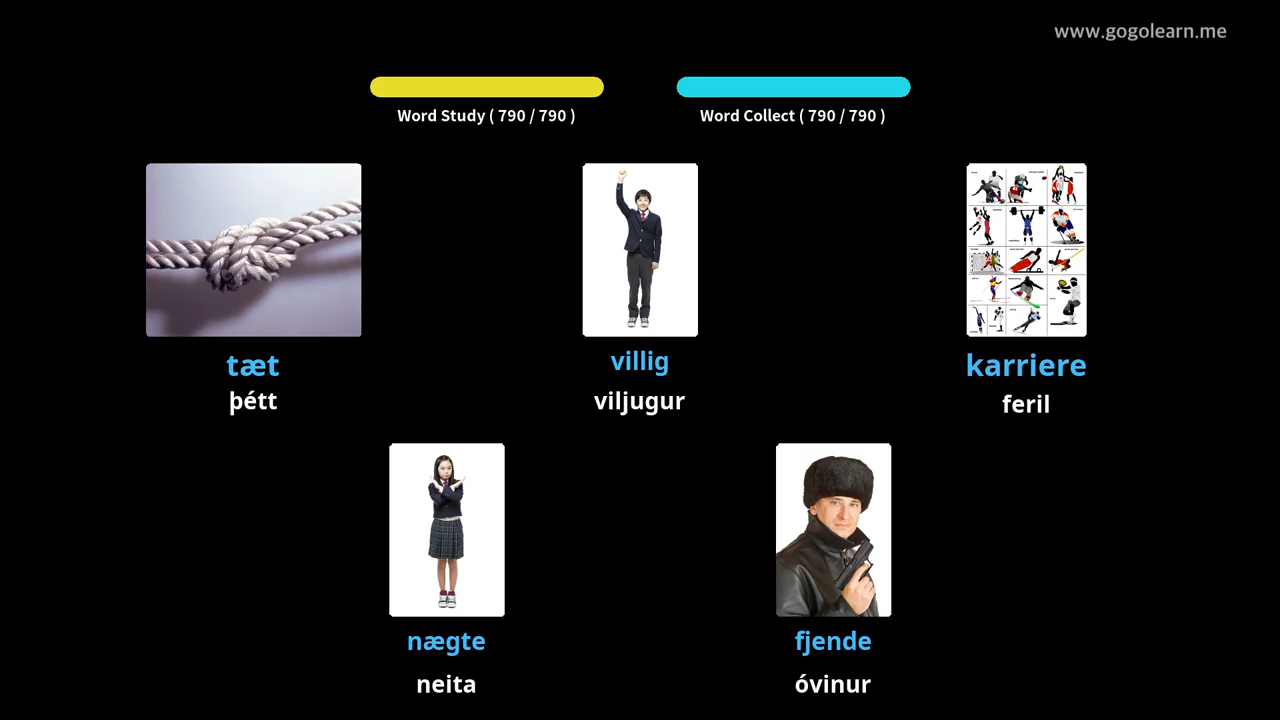 www.gogolearn.me
Word Study ( 790 / 790 )
Word Collect ( 790 / 790 )
tæt
þétt
villig
viljugur
karriere
feril
nægte
neita
fjende
óvinur